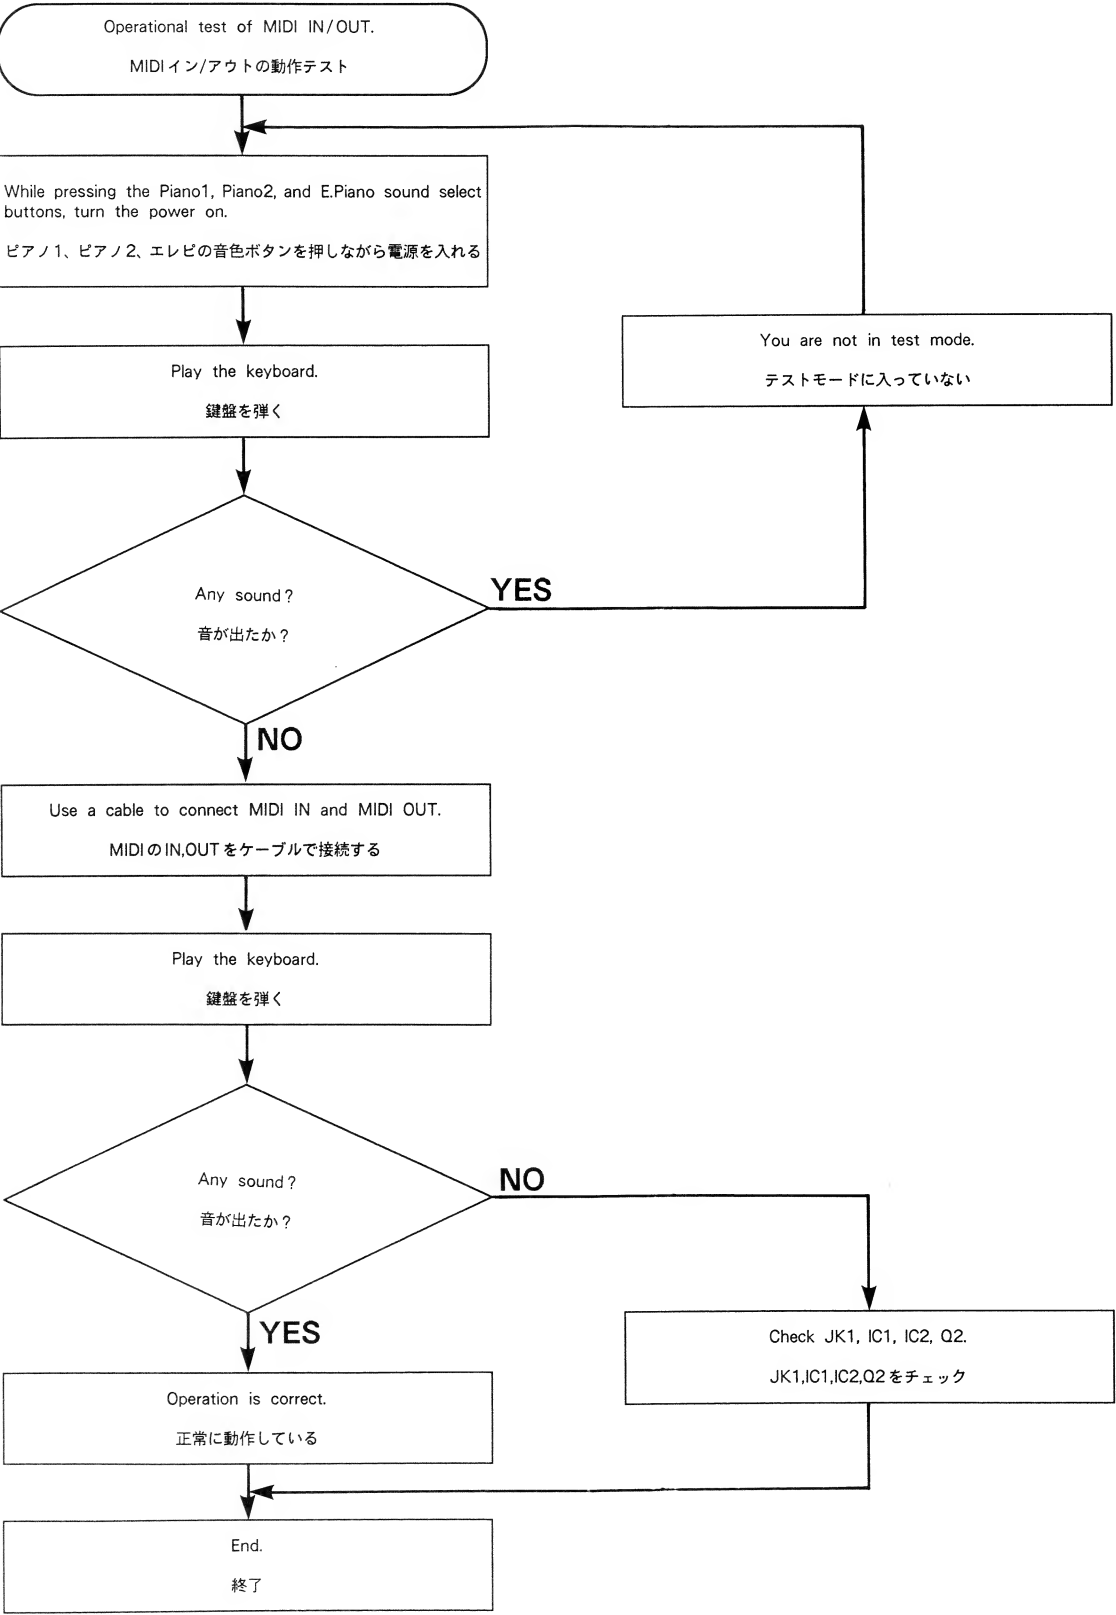 Operational test of MIDI IN/OUT.
MIDIイン/アウトの動作テスト
While pressing the Piano1, Piano2, and E.Piano sound select
buttons, turn the power on.
ピアノ1、ピアノ2、エレピの音色ボタンを押しながら電源を入れる
You are not in test mode.
テストモードに入っていない
Play the keyboard.
鍵盤を弾く
Any sound?
音が出たか?
YES
NO
Use a cable to connect MIDI IN and MIDI OUT.
MIDIのIN,OUTをケーブルで接続する
Play the keyboard.
鍵盤を弾く
Any sound?
音が出たか?
NO
YES
Check JK1, IC1, IC2, Q2.
JK1,IC1,IC2,Q2をチェック
Operation is correct.
正常に動作している
End.
終了